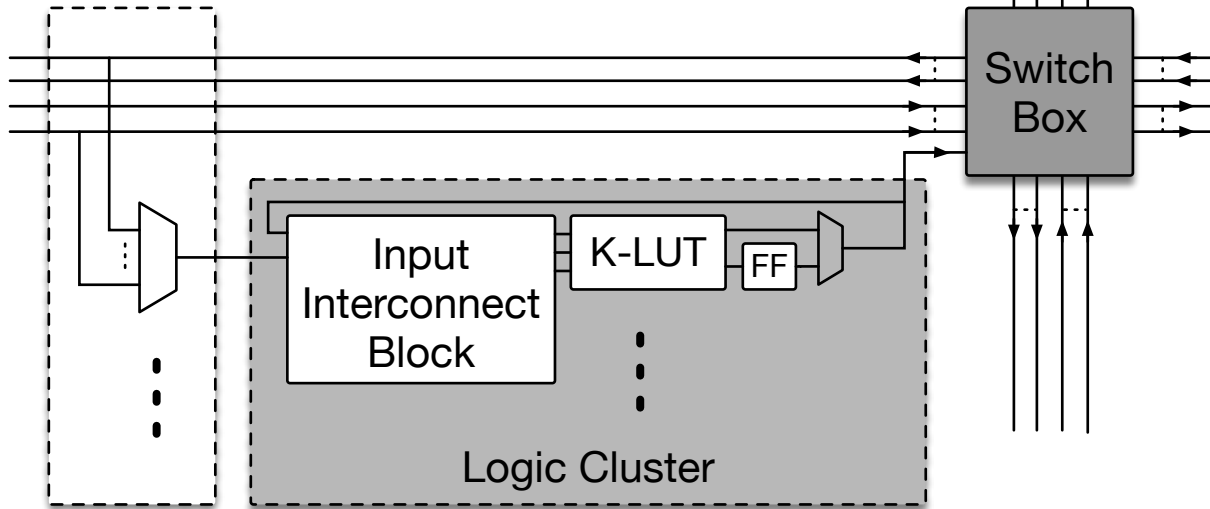 Switch
Box
Input
Interconnect
Block
K-LUT
FF
Logic Cluster